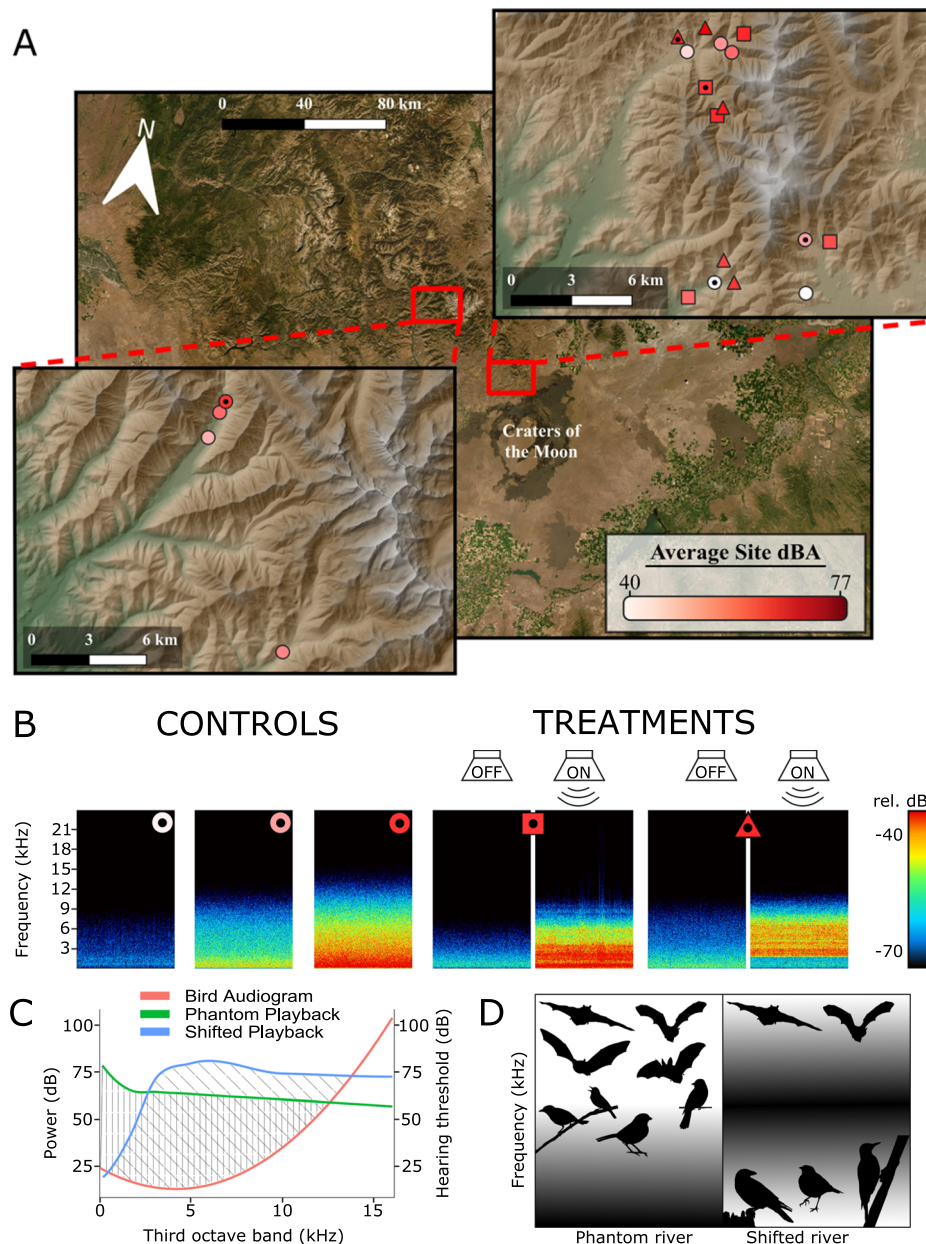 A
0 40 80 km
N
0 3 6 km
Craters of
the Moon
0 3 6 km
Average Site dBA
40 77
B CONTROLS TREATMENTS
OFF ON OFF ON
rel. dB
Frequency (kHz)
21
18
15
12
9
6
3
-40
-70
C
Bird Audiogram
Phantom Playback
Shifted Playback
Power (dB)
100
75
50
25
Hearing threshold (dB)
100
75
50
25
0 5 10 15
Third octave band (kHz)
D
Frequency (kHz)
Phantom river Shifted river